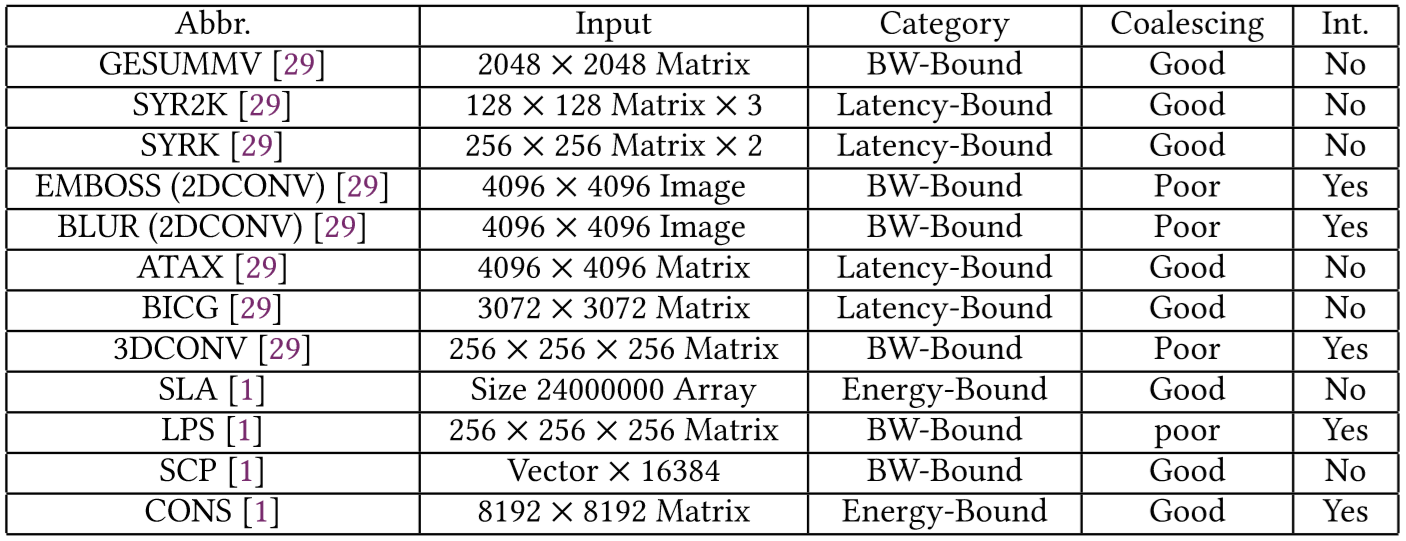 Abbr. Input Category Coalescing Int.
GESUMMV [29] 2048 × 2048 Matrix BW-Bound Good No
SYR2K [29] 128 × 128 Matrix × 3 Latency-Bound Good No
SYRK [29] 256 × 256 Matrix × 2 Latency-Bound Good No
EMBOSS (2DCONV) [29] 4096 × 4096 Image BW-Bound Poor Yes
BLUR (2DCONV) [29] 4096 × 4096 Image BW-Bound Poor Yes
ATAX [29] 4096 × 4096 Matrix Latency-Bound Good No
BICG [29] 3072 × 3072 Matrix Latency-Bound Good No
3DCONV [29] 256 × 256 × 256 Matrix BW-Bound Poor Yes
SLA [1] Size 24000000 Array Energy-Bound Good No
LPS [1] 256 × 256 × 256 Matrix BW-Bound poor Yes
SCP [1] Vector × 16384 BW-Bound Good No
CONS [1] 8192 × 8192 Matrix Energy-Bound Good Yes